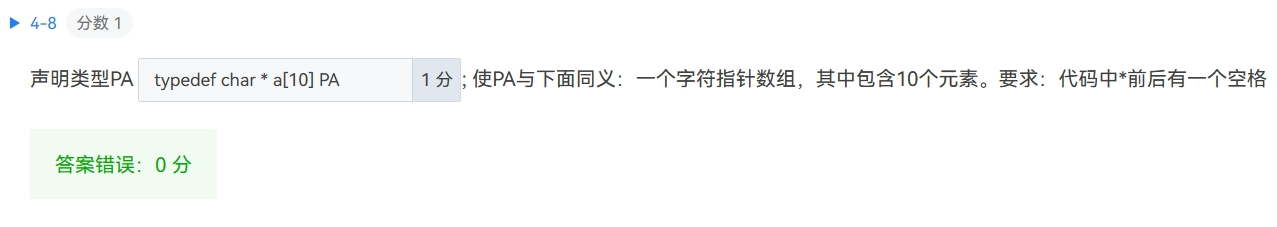 4-8 分数 1
声明类型PA typedef char * a[10] PA 1 分 ; 使PA与下面同义：一个字符指针数组，其中包含10个元素。要求：代码中*前后有一个空格
答案错误：0 分